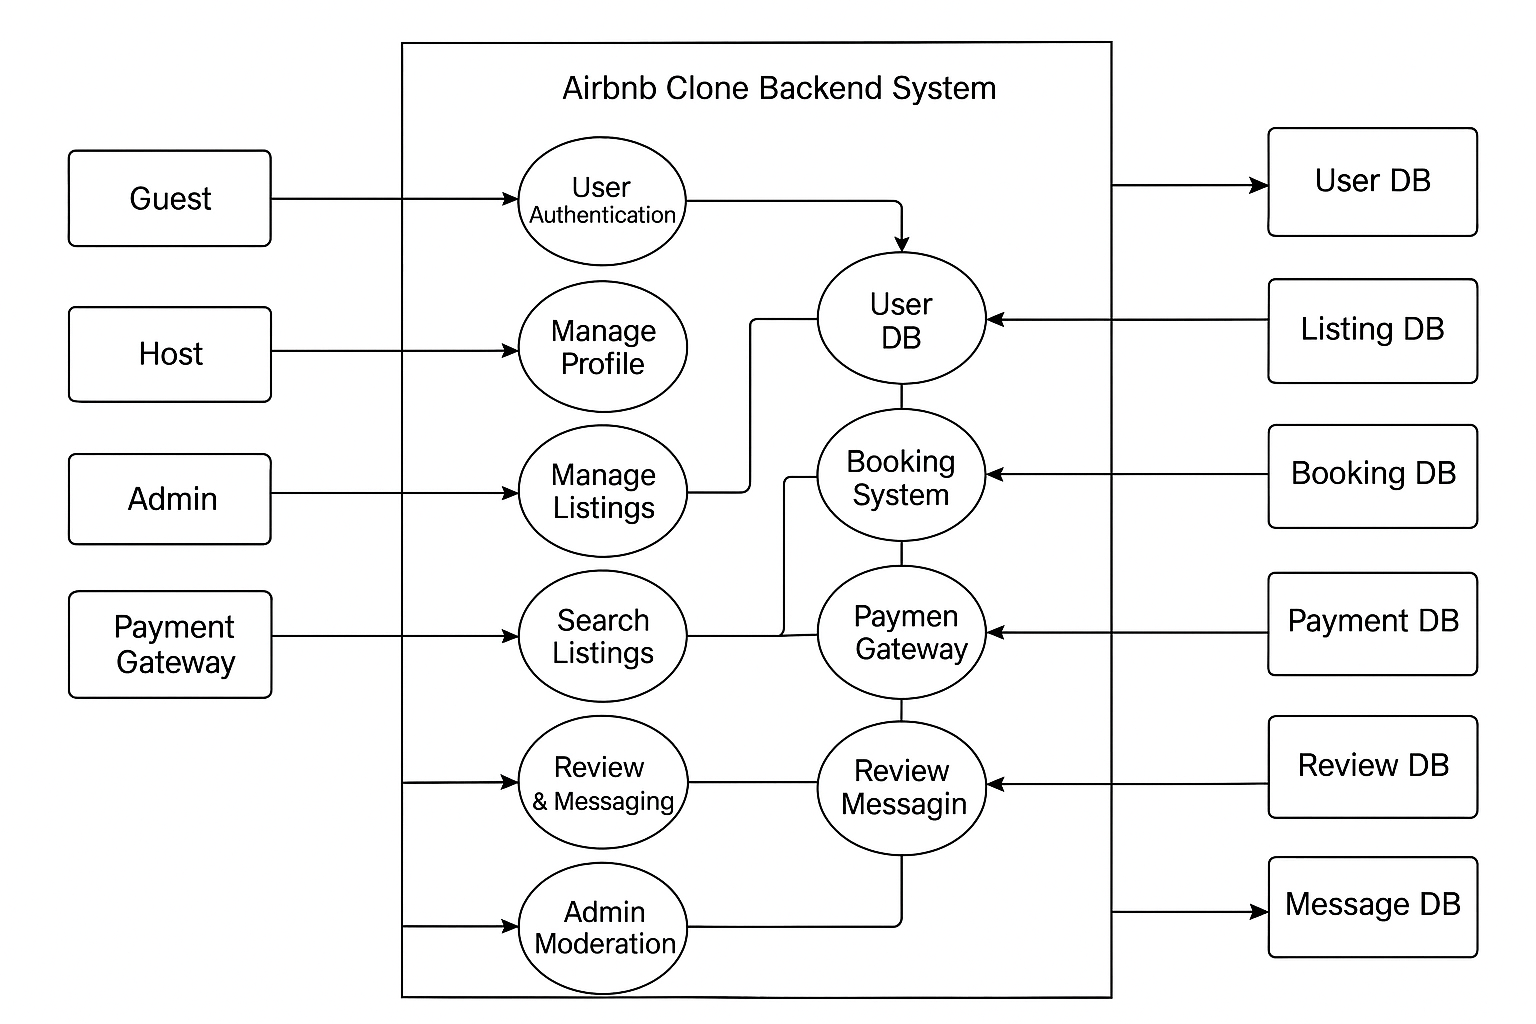 Airbnb Clone Backend System
Guest
Host
Admin
Payment
Gateway
User
Authentication
Manage
Profile
Manage
Listings
Search
Listings
Review
& Messaging
Admin
Moderation
User
DB
Booking
System
Paymen
Gateway
Review
Messagin
User DB
Listing DB
Booking DB
Payment DB
Review DB
Message DB